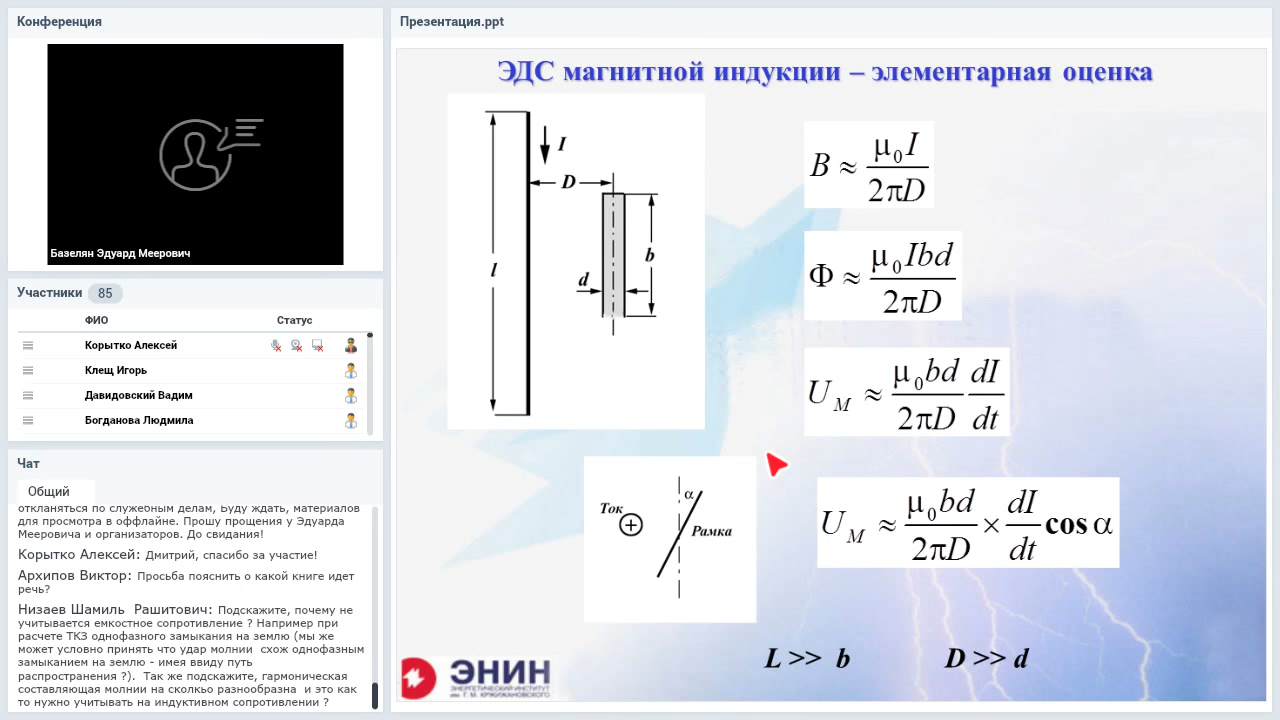 Конференция
Базелян Эдуард Меерович
Участники 85
ФИО Статус
Корытко Алексей
Клещ Игорь
Давидовский Вадим
Богданова Людмила
Чат
Общий
откланяться по служебным делам, Буду ждать, материалов
для просмотра в оффлайне. Прошу прощения у Эдуарда
Мееровича и организаторов. До свидания!
Корытко Алексей: Дмитрий, спасибо за участие!
Архипов Виктор: Просьба пояснить о какой книге идет
речь?
Низаев Шамиль Рашитович: Подскажите, почему не
учитывается емкостное сопротивление ? Например при
расчете ТКЗ однофазного замыкания на землю (мы же
может условно принять что удар молнии схож однофазным
замыканием на землю - имея ввиду путь
распространения ?). Так же подскажите, гармоническая
составляющая молнии на сколько разнообразна и это как
то нужно учитывать на индуктивном сопротивлении ?
Презентация.ppt
ЭДС магнитной индукции – элементарная оценка
I
D
l
b
d
B ≈ μ₀I / 2πD
Φ ≈ μ₀Ibd / 2πD
U_M ≈ μ₀bd / 2πD dI / dt
Ток
α
Рамка
U_M ≈ μ₀bd / 2πD × dI / dt cos α
L >> b D >> d
ЭНИН
ЭНЕРГЕТИЧЕСКИЙ ИНСТИТУТ
им. Г. М. КРЖИЖАНОВСКОГО